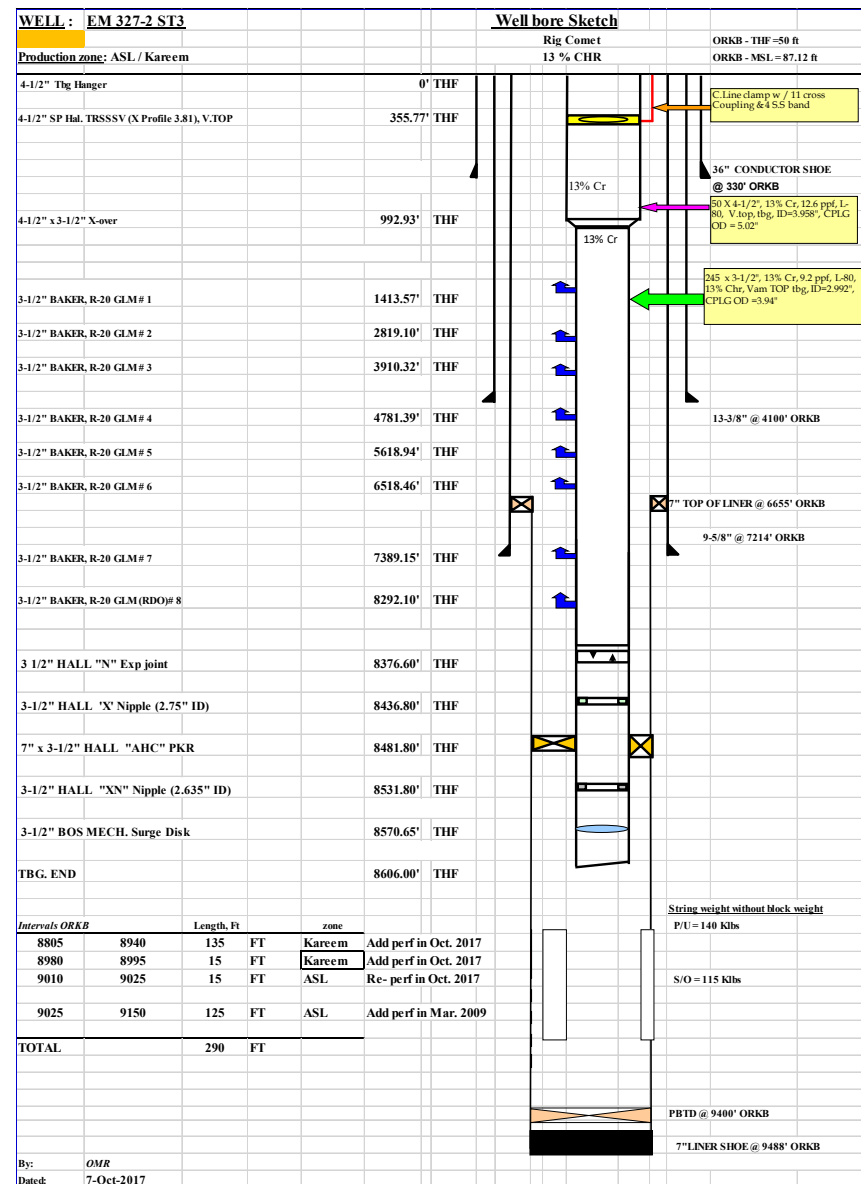 WELL : EM 327-2 ST3 Well bore Sketch
Rig Comet ORKB - THF =50 ft
Production zone: ASL / Kareem 13 % CHR ORKB - MSL = 87.12 ft
4-1/2" Tbg Hanger 0' THF
C.Line clamp w / 11 cross
Coupling &4 S.S band
4-1/2" SP Hal. TRSSSV (X Profile 3.81), V.TOP 355.77' THF
36" CONDUCTOR SHOE
@ 330' ORKB
13% Cr
50 X 4-1/2", 13% Cr, 12.6 ppf, L-
80, V.top, tbg, ID=3.958", CPLG
OD = 5.02"
4-1/2" x 3-1/2" X-over 992.93' THF
13% Cr
245 x 3-1/2", 13% Cr, 9.2 ppf, L-80,
13% Chr, Vam TOP tbg, ID=2.992",
CPLG OD =3.94"
3-1/2" BAKER, R-20 GLM # 1 1413.57' THF
3-1/2" BAKER, R-20 GLM # 2 2819.10' THF
3-1/2" BAKER, R-20 GLM # 3 3910.32' THF
3-1/2" BAKER, R-20 GLM # 4 4781.39' THF 13-3/8" @ 4100' ORKB
3-1/2" BAKER, R-20 GLM # 5 5618.94' THF
3-1/2" BAKER, R-20 GLM # 6 6518.46' THF
7" TOP OF LINER @ 6655' ORKB
9-5/8" @ 7214' ORKB
3-1/2" BAKER, R-20 GLM # 7 7389.15' THF
3-1/2" BAKER, R-20 GLM (RDO)# 8 8292.10' THF
3 1/2" HALL "N" Exp joint 8376.60' THF
3-1/2" HALL 'X' Nipple (2.75" ID) 8436.80' THF
7" x 3-1/2" HALL "AHC" PKR 8481.80' THF
3-1/2" HALL "XN" Nipple (2.635" ID) 8531.80' THF
3-1/2" BOS MECH. Surge Disk 8570.65' THF
TBG. END 8606.00' THF
String weight without block weight
Intervals ORKB Length, Ft zone P/U = 140 Klbs
8805 8940 135 FT Kareem Add perf in Oct. 2017
8980 8995 15 FT Kareem Add perf in Oct. 2017
9010 9025 15 FT ASL Re- perf in Oct. 2017 S/O = 115 Klbs
9025 9150 125 FT ASL Add perf in Mar. 2009
TOTAL 290 FT
PBTD @ 9400' ORKB
7"LINER SHOE @ 9488' ORKB
By: OMR
Dated: 7-Oct-2017